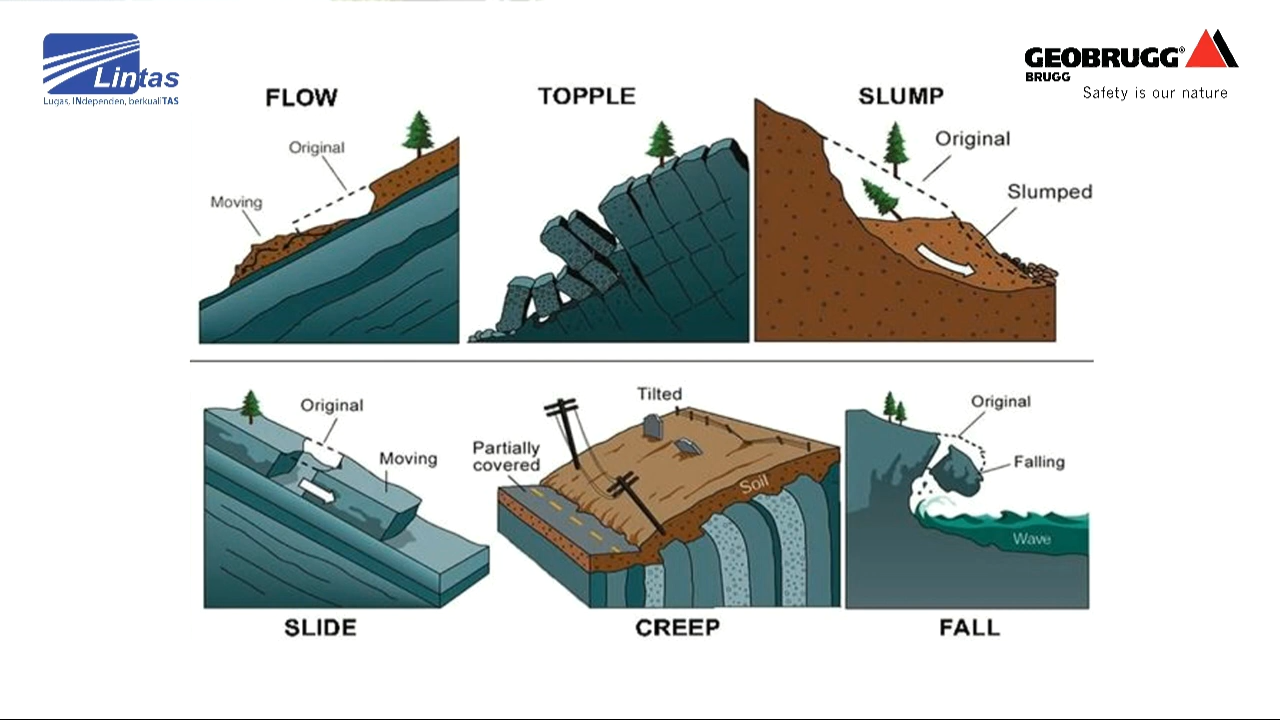 Lintas
Lugas, INdependen, berkualiTAS
GEOBRUGG®
BRUGG
Safety is our nature
FLOW
Original
Moving
TOPPLE
SLUMP
Original
Slumped
Original
Moving
SLIDE
Tilted
Partially
covered
Soil
CREEP
Original
Falling
Wave
FALL